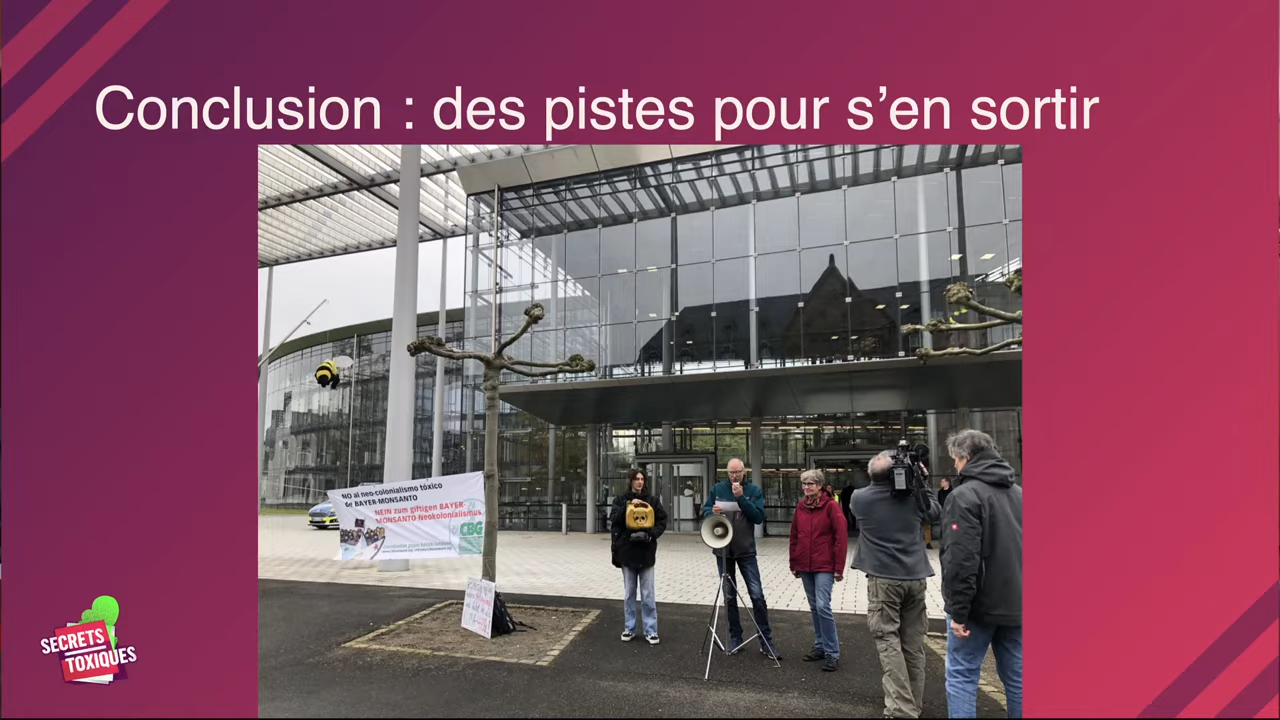 Conclusion : des pistes pour s’en sortir
NO al neo-colonialismo tóxico
de BAYER-MONSANTO
NEIN zum giftigen BAYER-
MONSANTO Neokolonialismus
CBG
SECRETS
TOXIQUES